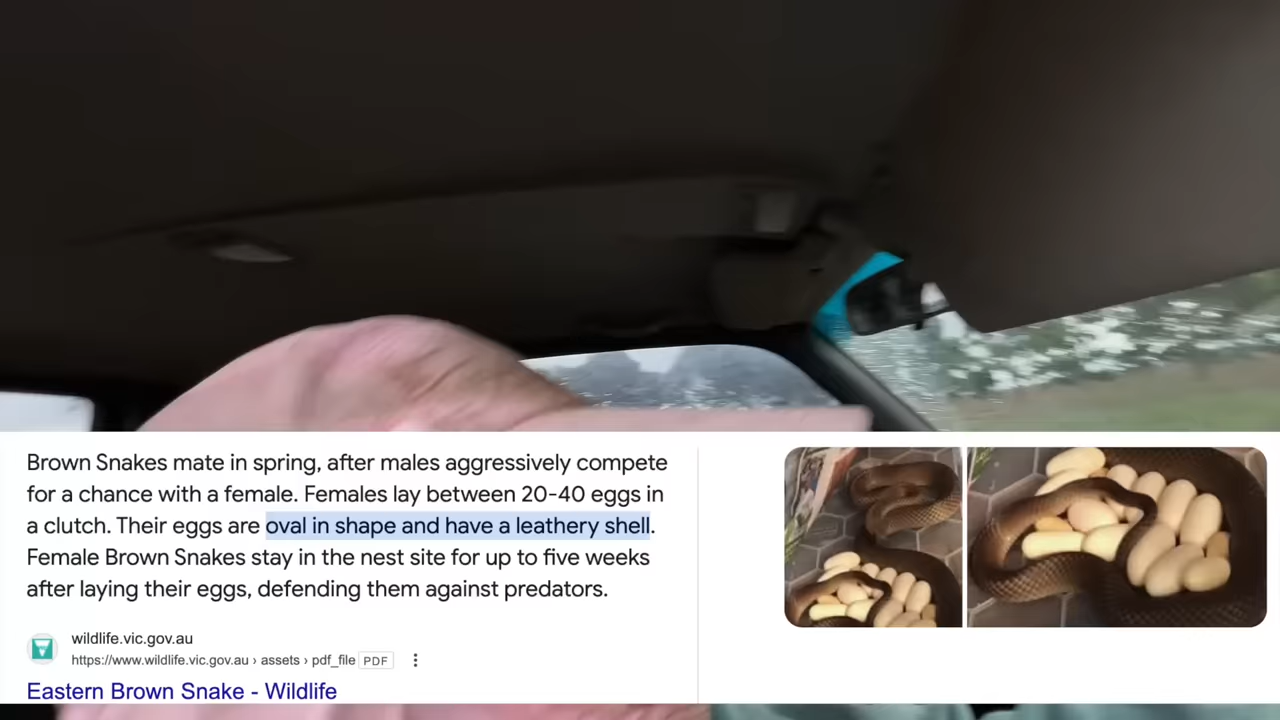 Brown Snakes mate in spring, after males aggressively compete
for a chance with a female. Females lay between 20-40 eggs in
a clutch. Their eggs are oval in shape and have a leathery shell.
Female Brown Snakes stay in the nest site for up to five weeks
after laying their eggs, defending them against predators.
wildlife.vic.gov.au
https://www.wildlife.vic.gov.au › assets › pdf_file PDF
Eastern Brown Snake - Wildlife